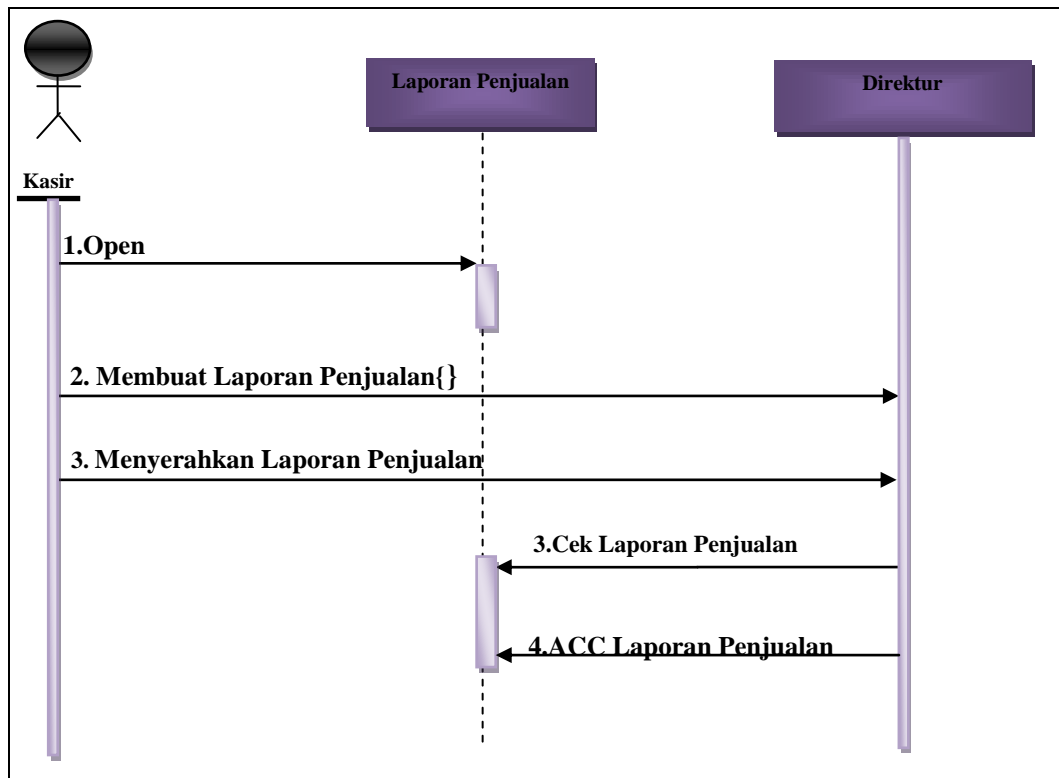 Laporan Penjualan
Direktur
Kasir
1.Open
2. Membuat Laporan Penjualan{}
3. Menyerahkan Laporan Penjualan
3.Cek Laporan Penjualan
4.ACC Laporan Penjualan